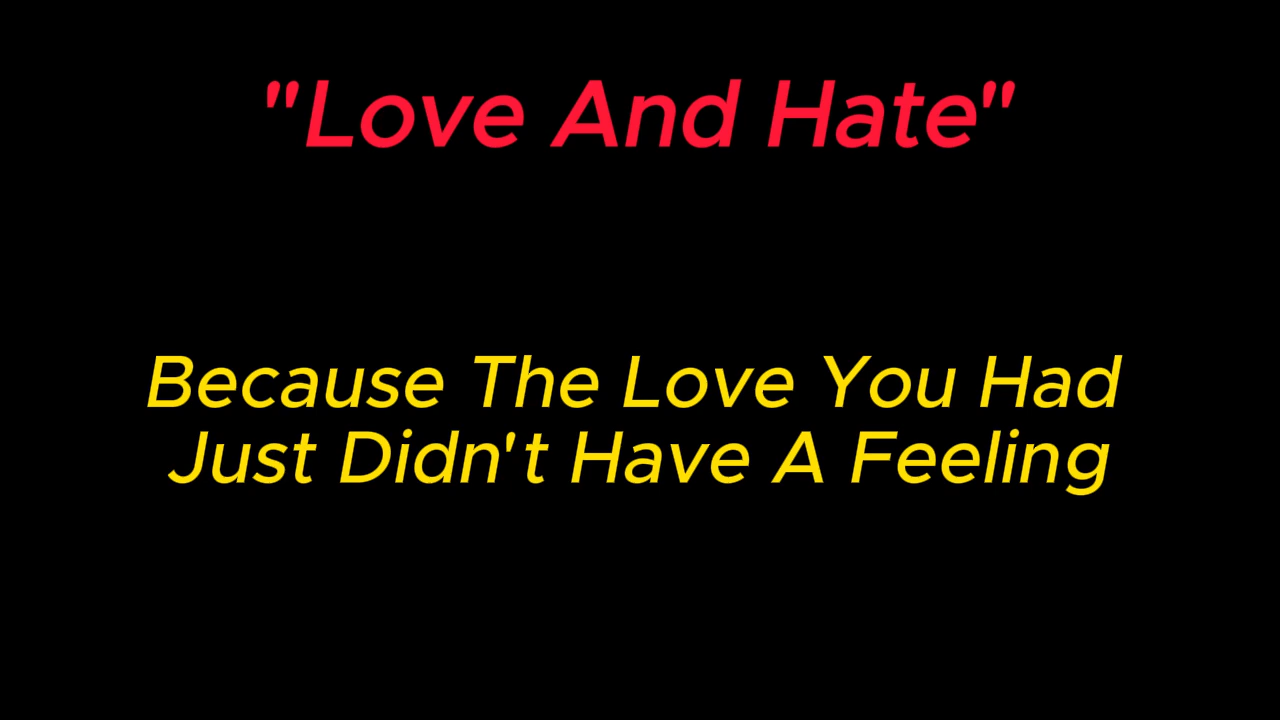 "Love And Hate"
Because The Love You Had
Just Didn't Have A Feeling